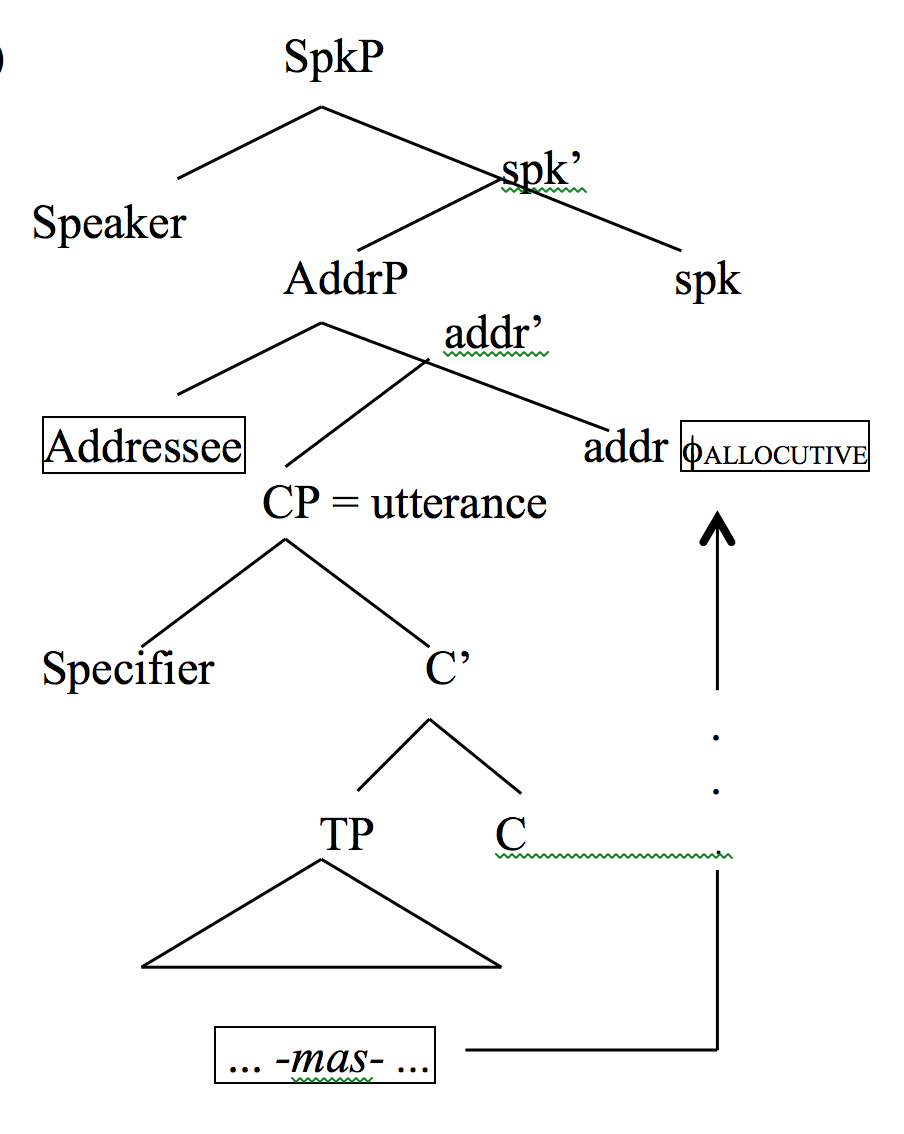 )
SpkP
spk’
Speaker
AddrP spk
addr’
Addressee addr ϕALLOCUTIVE
CP = utterance
Specifier C’
.
.
TP C .
... -mas- ...